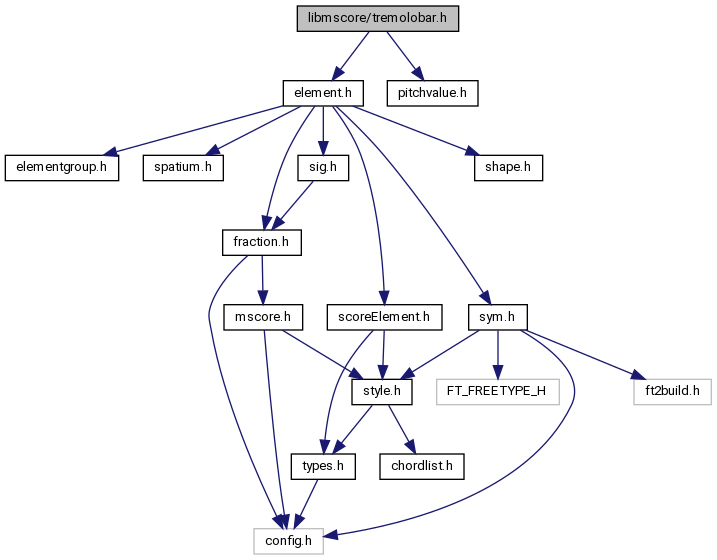 libmscore/tremolobar.h
element.h
pitchvalue.h
elementgroup.h
spatium.h
sig.h
shape.h
fraction.h
mscore.h
scoreElement.h
sym.h
style.h
FT_FREETYPE_H
ft2build.h
types.h
chordlist.h
config.h